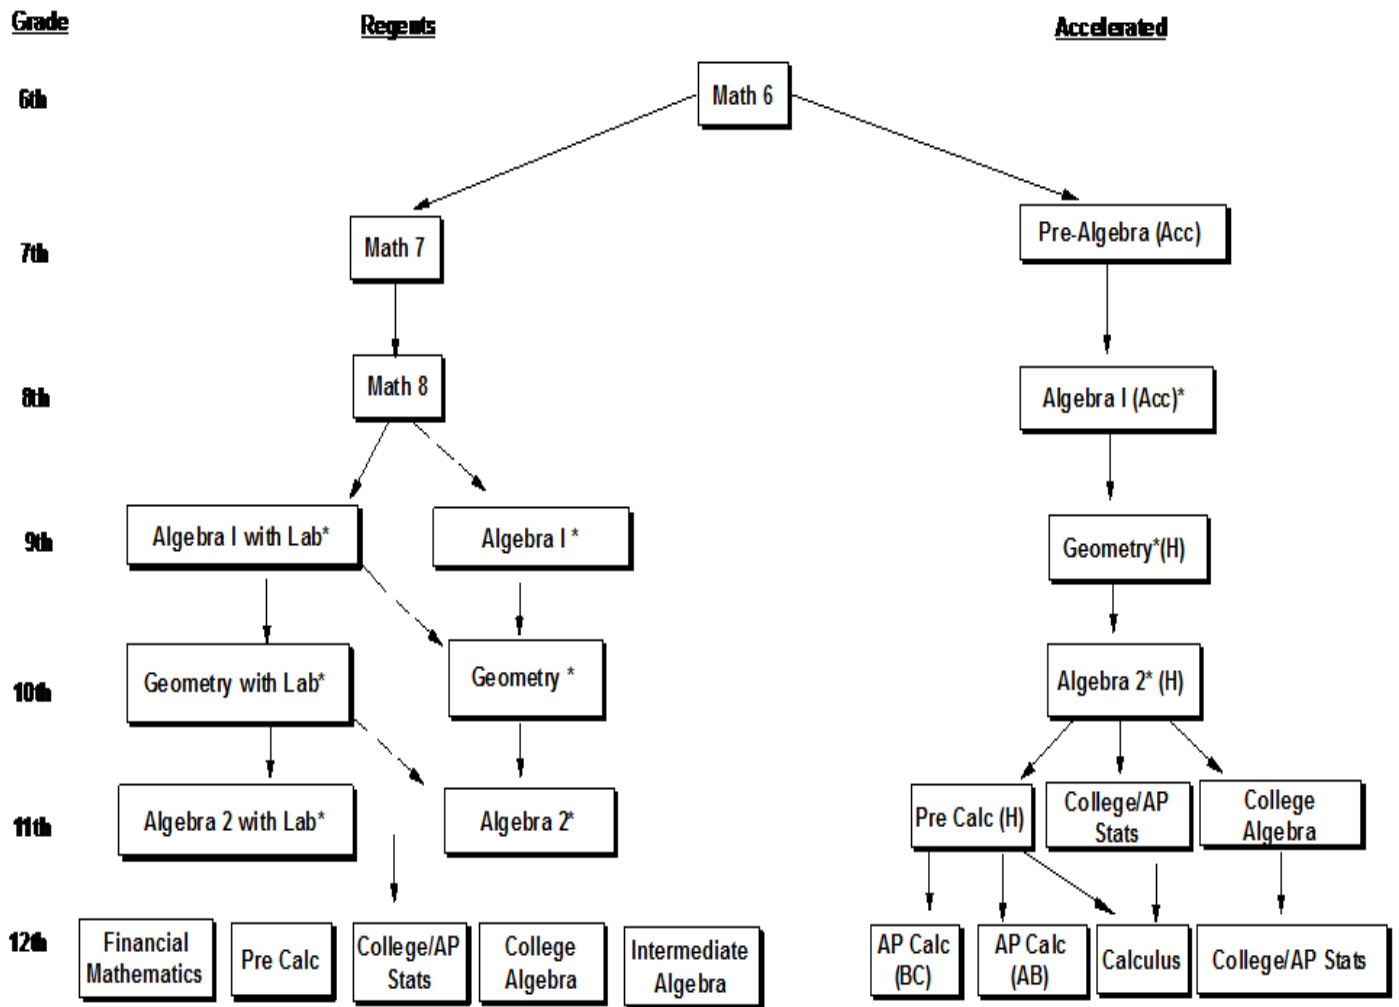 Grade
Regents
Accelerated
6th
Math 6
7th
Math 7
Pre-Algebra (Acc)
8th
Math 8
Algebra I (Acc)*
9th
Algebra I with Lab*
Algebra I *
Geometry*(H)
10th
Geometry with Lab*
Geometry *
Algebra 2* (H)
11th
Algebra 2 with Lab*
Algebra 2*
Pre Calc (H)
College/AP
Stats
College
Algebra
12th
Financial
Mathematics
Pre Calc
College/AP
Stats
College
Algebra
Intermediate
Algebra
AP Calc
(BC)
AP Calc
(AB)
Calculus
College/AP Stats